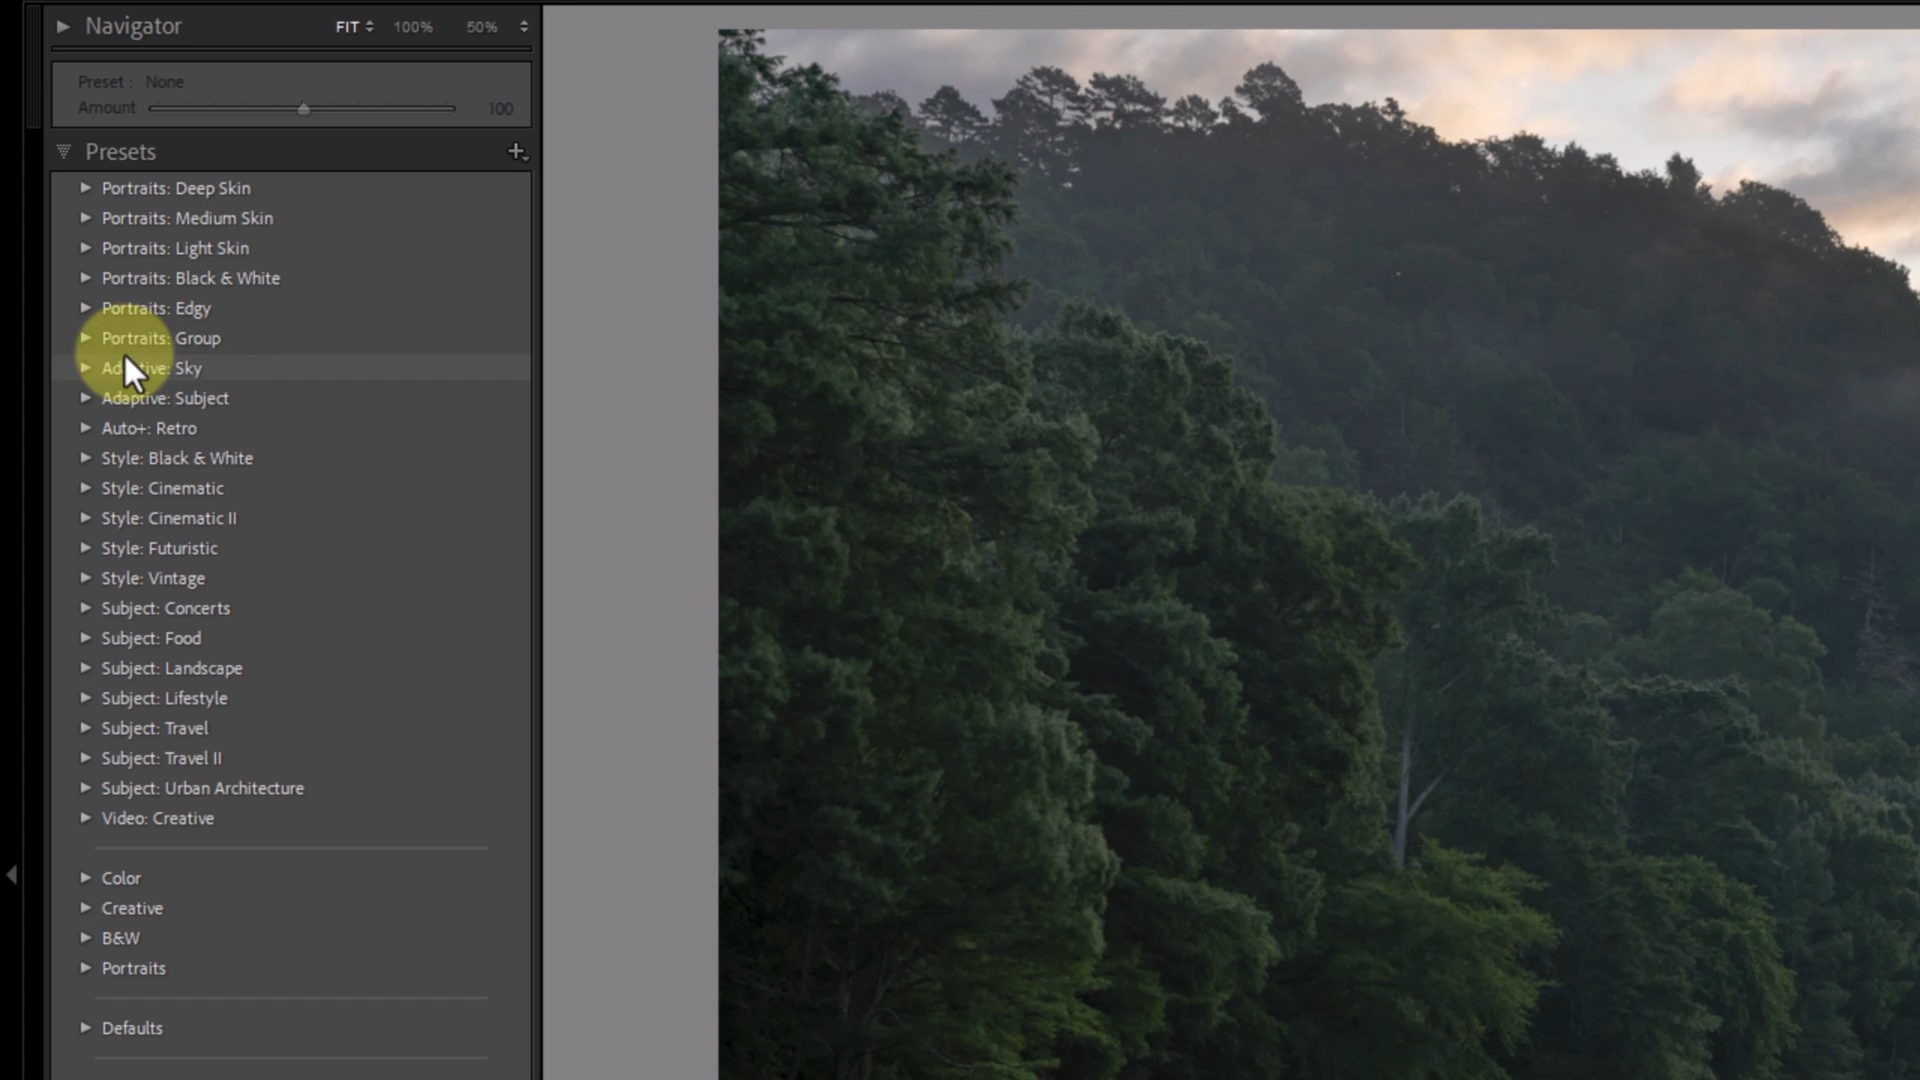 Navigator FIT 100% 50%
Preset : None
Amount 100
Presets
Portraits: Deep Skin
Portraits: Medium Skin
Portraits: Light Skin
Portraits: Black & White
Portraits: Edgy
Portraits: Group
Adaptive: Sky
Adaptive: Subject
Auto+: Retro
Style: Black & White
Style: Cinematic
Style: Cinematic II
Style: Futuristic
Style: Vintage
Subject: Concerts
Subject: Food
Subject: Landscape
Subject: Lifestyle
Subject: Travel
Subject: Travel II
Subject: Urban Architecture
Video: Creative
Color
Creative
B&W
Portraits
Defaults